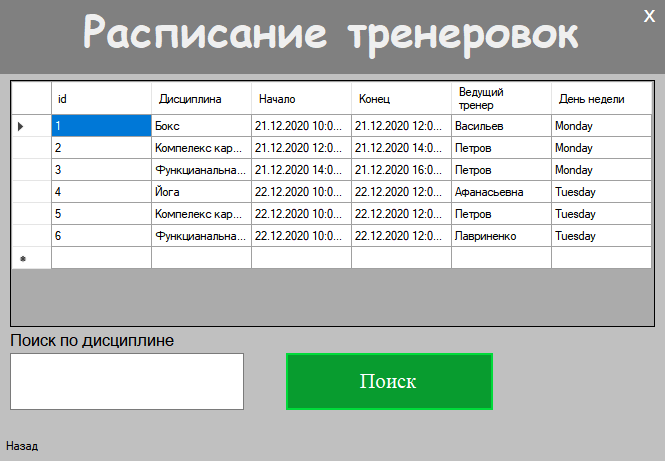 Расписание тренеровок
X
id Дисциплина Начало Конец Ведущий тренер День недели
1 Бокс 21.12.2020 10:0... 21.12.2020 12:0... Васильев Monday
2 Компелекс кар... 21.12.2020 12:0... 21.12.2020 14:0... Петров Monday
3 Функцианальна... 21.12.2020 14:0... 21.12.2020 16:0... Петров Monday
4 Йога 22.12.2020 10:0... 22.12.2020 12:0... Афанасьевна Tuesday
5 Компелекс кар... 22.12.2020 10:0... 22.12.2020 12:0... Петров Tuesday
6 Функцианальна... 22.12.2020 10:0... 22.12.2020 12:0... Лавриненко Tuesday
Поиск по дисциплине
Поиск
Назад